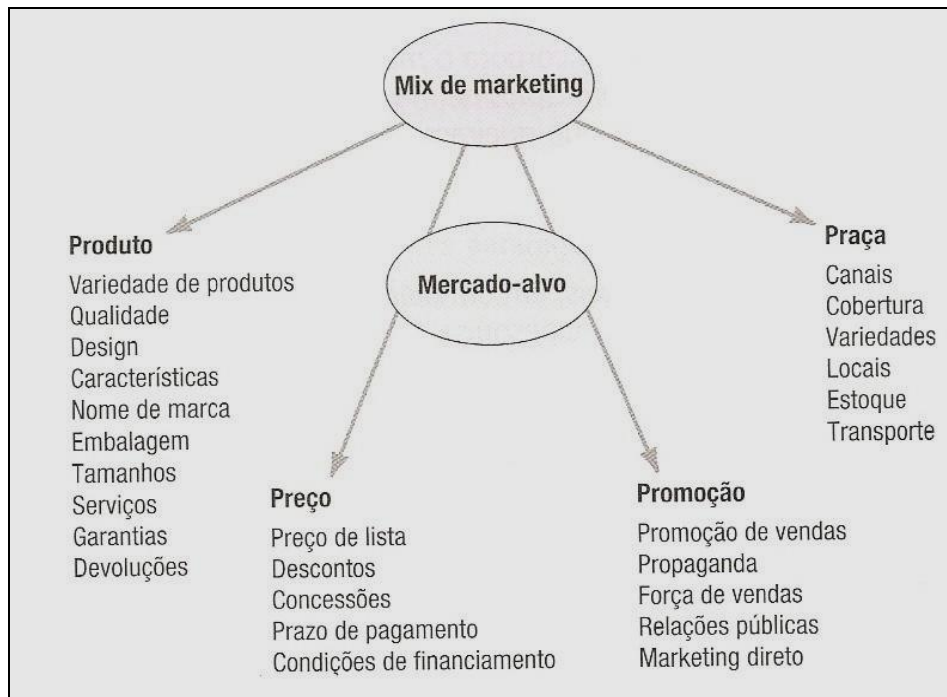 Mix de marketing
Mercado-alvo
Produto
Variedade de produtos
Qualidade
Design
Características
Nome de marca
Embalagem
Tamanhos
Serviços
Garantias
Devoluções
Preço
Preço de lista
Descontos
Concessões
Prazo de pagamento
Condições de financiamento
Promoção
Promoção de vendas
Propaganda
Força de vendas
Relações públicas
Marketing direto
Praça
Canais
Cobertura
Variedades
Locais
Estoque
Transporte